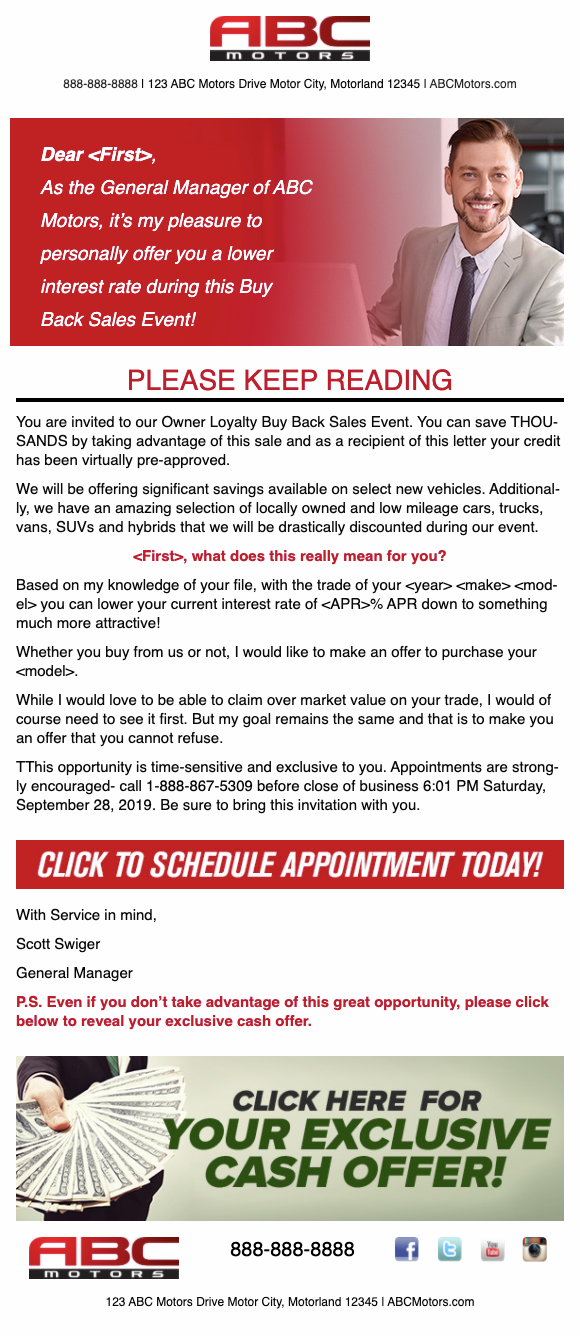 ABC
MOTORS
888-888-8888 | 123 ABC Motors Drive Motor City, Motorland 12345 | ABCMotors.com
Dear <First>,
As the General Manager of ABC
Motors, it’s my pleasure to
personally offer you a lower
interest rate during this Buy
Back Sales Event!
PLEASE KEEP READING
You are invited to our Owner Loyalty Buy Back Sales Event. You can save THOU-
SANDS by taking advantage of this sale and as a recipient of this letter your credit
has been virtually pre-approved.
We will be offering significant savings available on select new vehicles. Additional-
ly, we have an amazing selection of locally owned and low mileage cars, trucks,
vans, SUVs and hybrids that we will be drastically discounted during our event.
<First>, what does this really mean for you?
Based on my knowledge of your file, with the trade of your <year> <make> <mod-
el> you can lower your current interest rate of <APR>% APR down to something
much more attractive!
Whether you buy from us or not, I would like to make an offer to purchase your
<model>.
While I would love to be able to claim over market value on your trade, I would of
course need to see it first. But my goal remains the same and that is to make you
an offer that you cannot refuse.
TThis opportunity is time-sensitive and exclusive to you. Appointments are strong-
ly encouraged- call 1-888-867-5309 before close of business 6:01 PM Saturday,
September 28, 2019. Be sure to bring this invitation with you.
CLICK TO SCHEDULE APPOINTMENT TODAY!
With Service in mind,
Scott Swiger
General Manager
P.S. Even if you don’t take advantage of this great opportunity, please click
below to reveal your exclusive cash offer.
CLICK HERE FOR
YOUR EXCLUSIVE
CASH OFFER!
ABC
MOTORS
888-888-8888
You
Tube
123 ABC Motors Drive Motor City, Motorland 12345 | ABCMotors.com